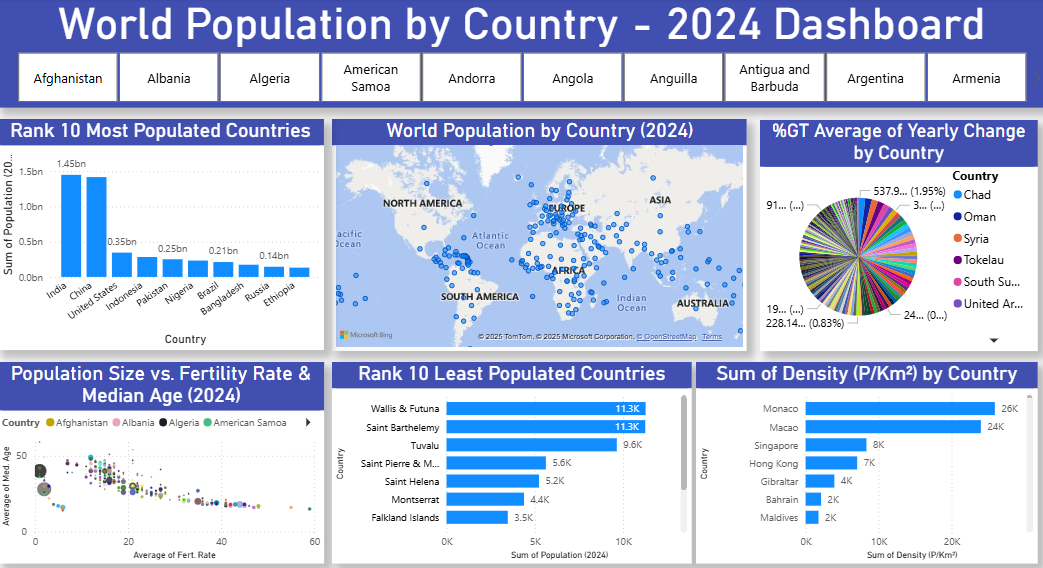 World Population by Country - 2024 Dashboard
Afghanistan
Albania
Algeria
American
Samoa
Andorra
Angola
Anguilla
Antigua and
Barbuda
Argentina
Armenia
Rank 10 Most Populated Countries
Sum of Population (20...
1.5bn
1.0bn
0.5bn
0.0bn
1.45bn
0.35bn
0.25bn
0.21bn
0.14bn
India
China
United States
Indonesia
Pakistan
Nigeria
Brazil
Bangladesh
Russia
Ethiopia
Country
World Population by Country (2024)
NORTH AMERICA
EUROPE
ASIA
Atlantic
Ocean
acific
Ocean
AFRICA
SOUTH AMERICA
Indian
Ocean
AUSTRALIA
Microsoft Bing
© 2025 TomTom, © 2025 Microsoft Corporation, © OpenStreetMap Terms
%GT Average of Yearly Change
by Country
537.9... (1.95%)
3... (...)
91... (...)
19... (...)
228.14... (0.83%)
24... (0...)
Country
Chad
Oman
Syria
Tokelau
South Su...
United Ar...
Population Size vs. Fertility Rate &
Median Age (2024)
Country Afghanistan Albania Algeria American Samoa
Average of Med. Age
50
0
0 20 40 60
Average of Fert. Rate
Rank 10 Least Populated Countries
Country
Wallis & Futuna 11.3K
Saint Barthelemy 11.3K
Tuvalu 9.6K
Saint Pierre & M... 5.6K
Saint Helena 5.2K
Montserrat 4.4K
Falkland Islands 3.5K
0K 5K 10K
Sum of Population (2024)
Sum of Density (P/Km²) by Country
Country
Monaco 26K
Macao 24K
Singapore 8K
Hong Kong 7K
Gibraltar 4K
Bahrain 2K
Maldives 2K
0K 10K 20K
Sum of Density (P/Km²)